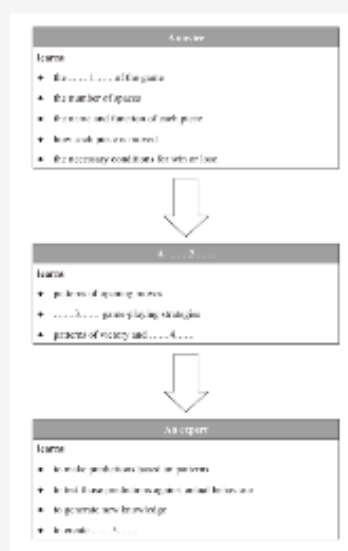 A novice
learns
the ......1...... of the game
the number of spaces
the name and function of each piece
how each piece is moved
the necessary conditions for win or lose
A ......2......
learns
patterns of opening moves
......3...... game-playing strategies
patterns of victory and ......4......
An expert
learns
to make predictions based on patterns
to test those predictions against actual behaviour
to generate new knowledge
to create ......5......